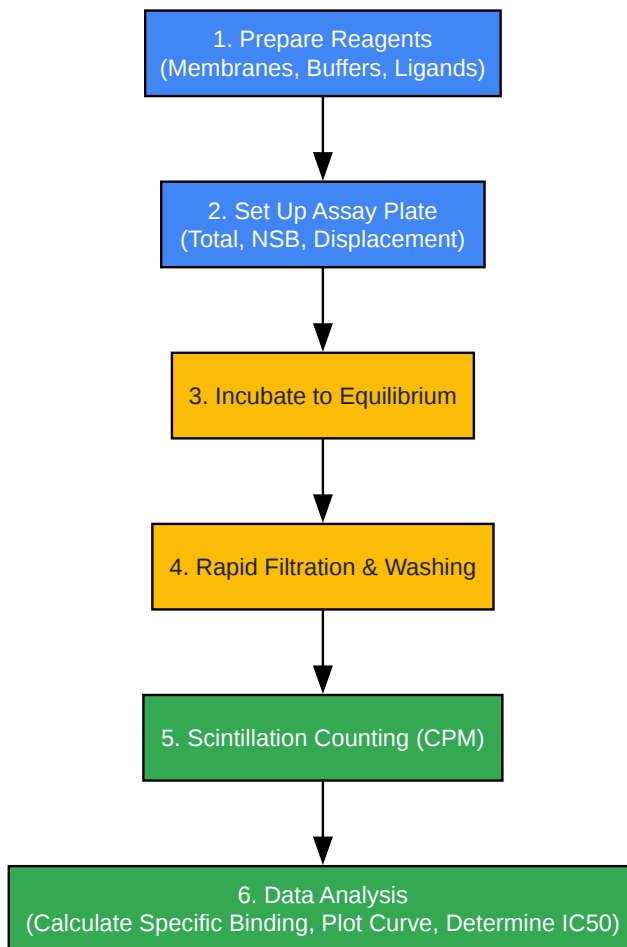 1. Prepare Reagents
(Membranes, Buffers, Ligands)
2. Set Up Assay Plate
(Total, NSB, Displacement)
3. Incubate to Equilibrium
4. Rapid Filtration & Washing
5. Scintillation Counting (CPM)
6. Data Analysis
(Calculate Specific Binding, Plot Curve, Determine IC50)